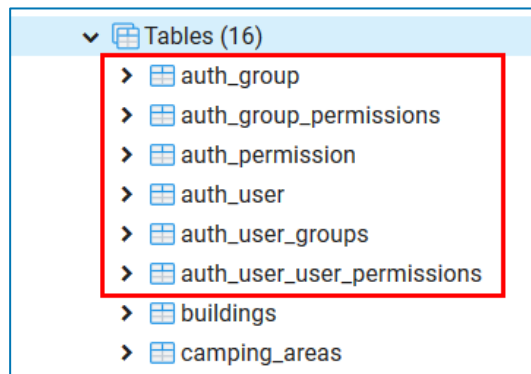 Tables (16)
auth_group
auth_group_permissions
auth_permission
auth_user
auth_user_groups
auth_user_user_permissions
buildings
camping_areas